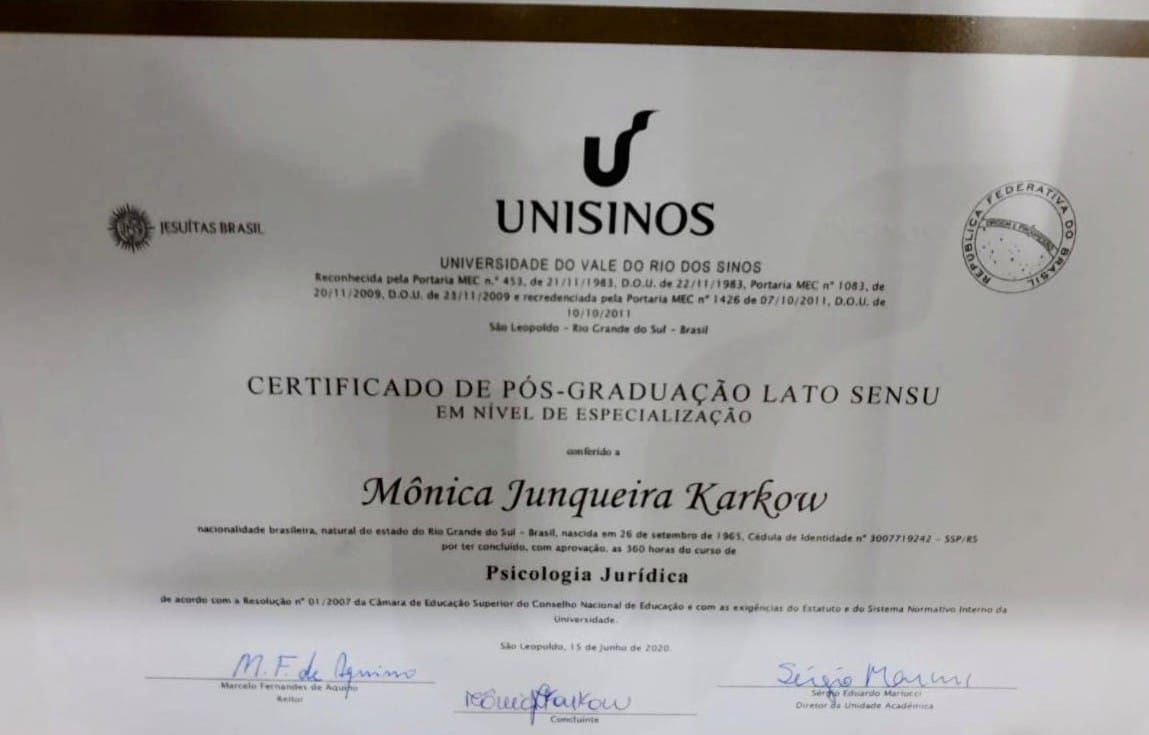 UNISINOS
JESUÍTAS BRASIL
REPÚBLICA FEDERATIVA DO BRASIL
ORDEM E PROGRESSO
UNIVERSIDADE DO VALE DO RIO DOS SINOS
Reconhecida pela Portaria MEC n.° 453, de 21/11/1983, D.O.U. de 22/11/1983, Portaria MEC n° 1083, de
20/11/2009, D.O.U. de 23/11/2009 e recredenciada pela Portaria MEC n° 1426 de 07/10/2011, D.O.U. de
10/10/2011
São Leopoldo - Rio Grande do Sul - Brasil
CERTIFICADO DE PÓS-GRADUAÇÃO LATO SENSU
EM NÍVEL DE ESPECIALIZAÇÃO
conferido a
Mônica Junqueira Karkow
nacionalidade brasileira, natural do estado do Rio Grande do Sul - Brasil, nascida em 26 de setembro de 1965, Cédula de Identidade n° 3007719242 - SSP/RS
por ter concluído, com aprovação, as 360 horas do curso de
Psicologia Jurídica
de acordo com a Resolução n° 01/2007 da Câmara de Educação Superior do Conselho Nacional de Educação e com as exigências do Estatuto e do Sistema Normativo Interno da
Universidade.
São Leopoldo, 15 de junho de 2020.
M. F. de Aquino
Marcelo Fernandes de Aquino
Reitor
Concluinte
Sérgio Eduardo Mariucci
Diretor da Unidade Acadêmica